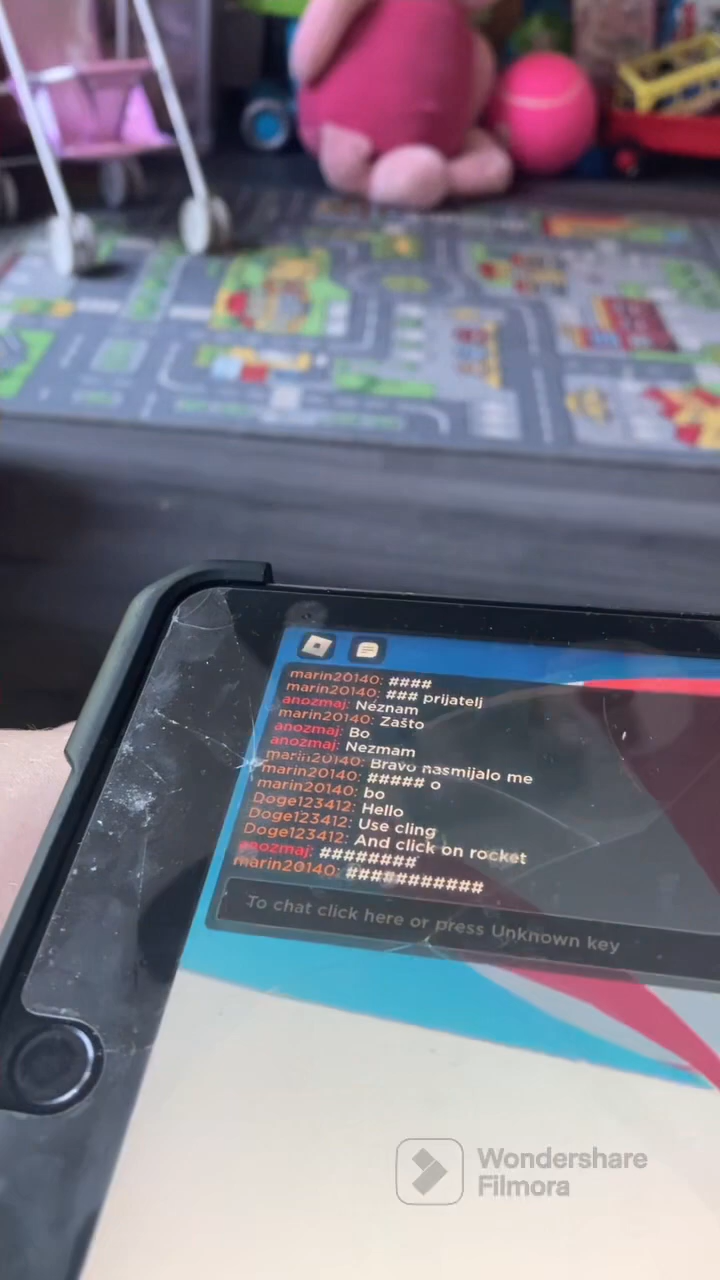 marin20140: ####
marin20140: ### prijatelj
anozmaj: Neznam
marin20140: Zašto
anozmaj: Bo
anozmaj: Nezmam
marin20140: Bravo nasmijalo me
marin20140: ##### o
marin20140: bo
Doge123412: Hello
Doge123412: Use cling
Doge123412: And click on rocket
anozmaj: ########
marin20140: ###########
To chat click here or press Unknown key
Wondershare
Filmora